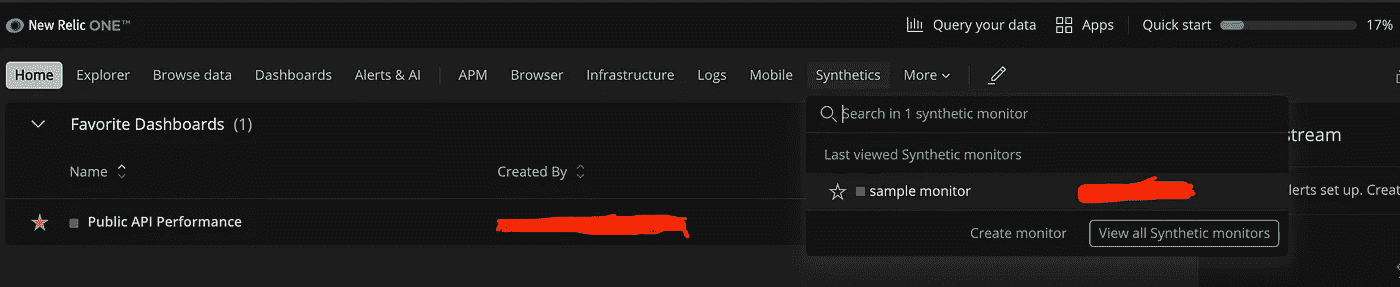 New Relic ONE™ Query your data Apps Quick start 17%
Home Explorer Browse data Dashboards Alerts & AI APM Browser Infrastructure Logs Mobile Synthetics More
Search in 1 synthetic monitor
Favorite Dashboards (1)
stream
Last viewed Synthetic monitors
Name Created By
sample monitor
lerts set up. Creat
Public API Performance
Create monitor View all Synthetic monitors